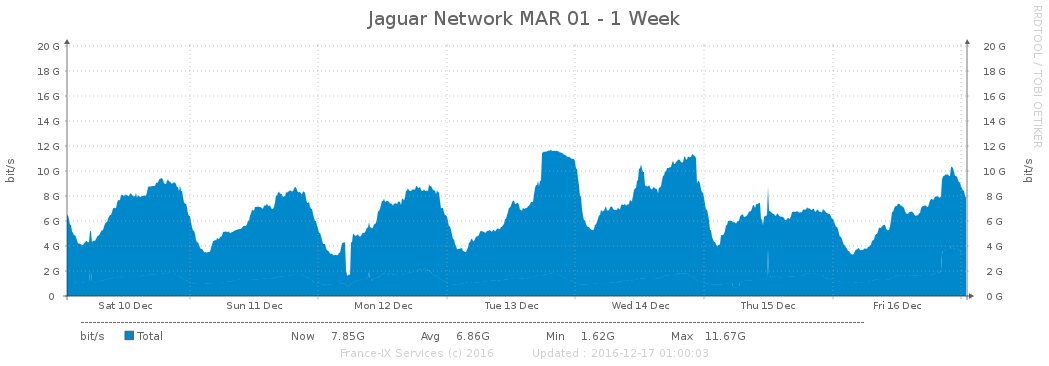 Jaguar Network MAR 01 - 1 Week
RRDTOOL / TOBI OETIKER
bit/s
20 G 20 G
18 G 18 G
16 G 16 G
14 G 14 G
12 G 12 G
10 G 10 G
8 G 8 G
6 G 6 G
4 G 4 G
2 G 2 G
0 0 G
bit/s
Sat 10 Dec Sun 11 Dec Mon 12 Dec Tue 13 Dec Wed 14 Dec Thu 15 Dec Fri 16 Dec
bit/s Total Now 7.85G Avg 6.86G Min 1.62G Max 11.67G
France-IX Services (c) 2016 Updated : 2016-12-17 01:00:03